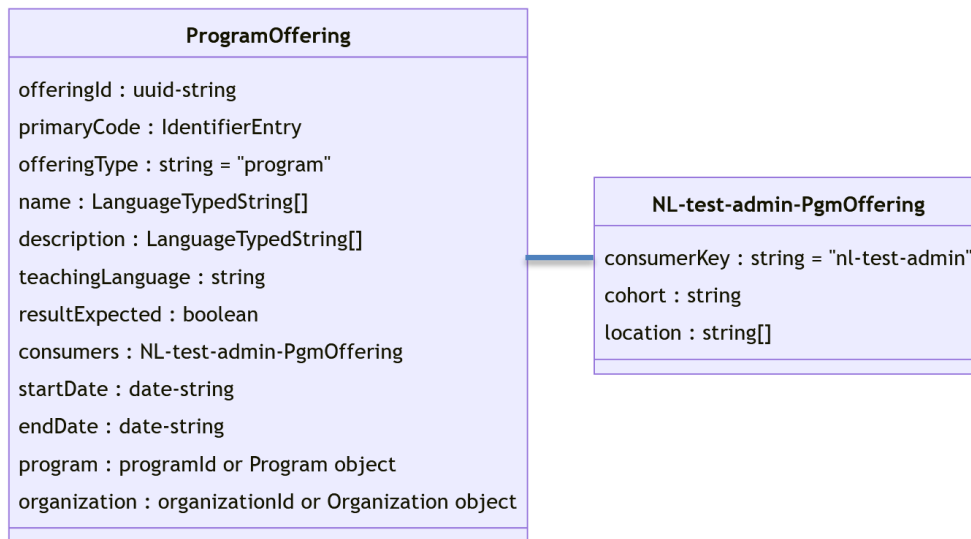 ProgramOffering
offeringId : uuid-string
primaryCode : IdentifierEntry
offeringType : string = "program"
name : LanguageTypedString[]
description : LanguageTypedString[]
teachingLanguage : string
resultExpected : boolean
consumers : NL-test-admin-PgmOffering
startDate : date-string
endDate : date-string
program : programId or Program object
organization : organizationId or Organization object
NL-test-admin-PgmOffering
consumerKey : string = "nl-test-admin"
cohort : string
location : string[]